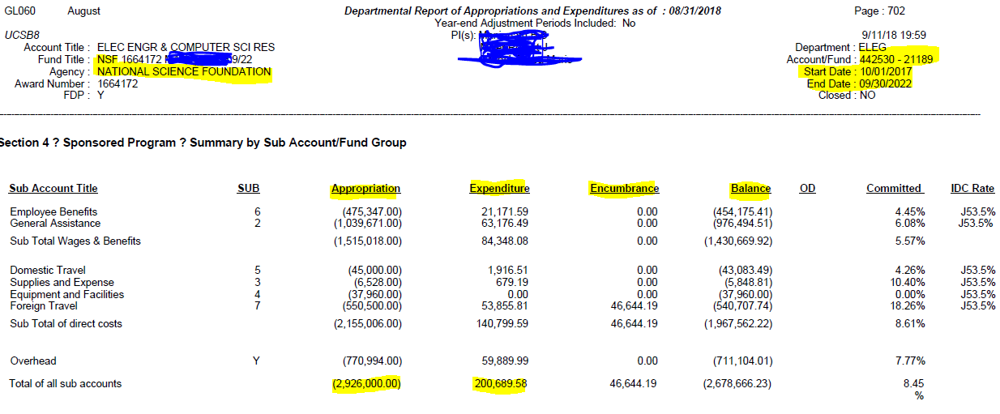 GL060 August Departmental Report of Appropriations and Expenditures as of : 08/31/2018 Page : 702
Year-end Adjustment Periods Included: No
UCSB8 PI(s): 9/11/18 19:59
Account Title : ELEC ENGR & COMPUTER SCI RES Department : ELEG
Fund Title : NSF 1664172 9/22 Account/Fund : 442530 - 21189
Agency : NATIONAL SCIENCE FOUNDATION Start Date : 10/01/2017
Award Number : 1664172 End Date : 09/30/2022
FDP : Y Closed : NO
Section 4 ? Sponsored Program ? Summary by Sub Account/Fund Group
Sub Account Title SUB Appropriation Expenditure Encumbrance Balance OD Committed IDC Rate
Employee Benefits 6 (475,347.00) 21,171.59 0.00 (454,175.41) 4.45% J53.5%
General Assistance 2 (1,039,671.00) 63,176.49 0.00 (976,494.51) 6.08% J53.5%
Sub Total Wages & Benefits (1,515,018.00) 84,348.08 0.00 (1,430,669.92) 5.57%
Domestic Travel 5 (45,000.00) 1,916.51 0.00 (43,083.49) 4.26% J53.5%
Supplies and Expense 3 (6,528.00) 679.19 0.00 (5,848.81) 10.40% J53.5%
Equipment and Facilities 4 (37,960.00) 0.00 0.00 (37,960.00) 0.00% J53.5%
Foreign Travel 7 (550,500.00) 53,855.81 46,644.19 (540,707.74) 18.26% J53.5%
Sub Total of direct costs (2,155,006.00) 140,799.59 46,644.19 (1,967,562.22) 8.61%
Overhead Y (770,994.00) 59,889.99 0.00 (711,104.01) 7.77%
Total of all sub accounts (2,926,000.00) 200,689.58 46,644.19 (2,678,666.23) 8.45
%